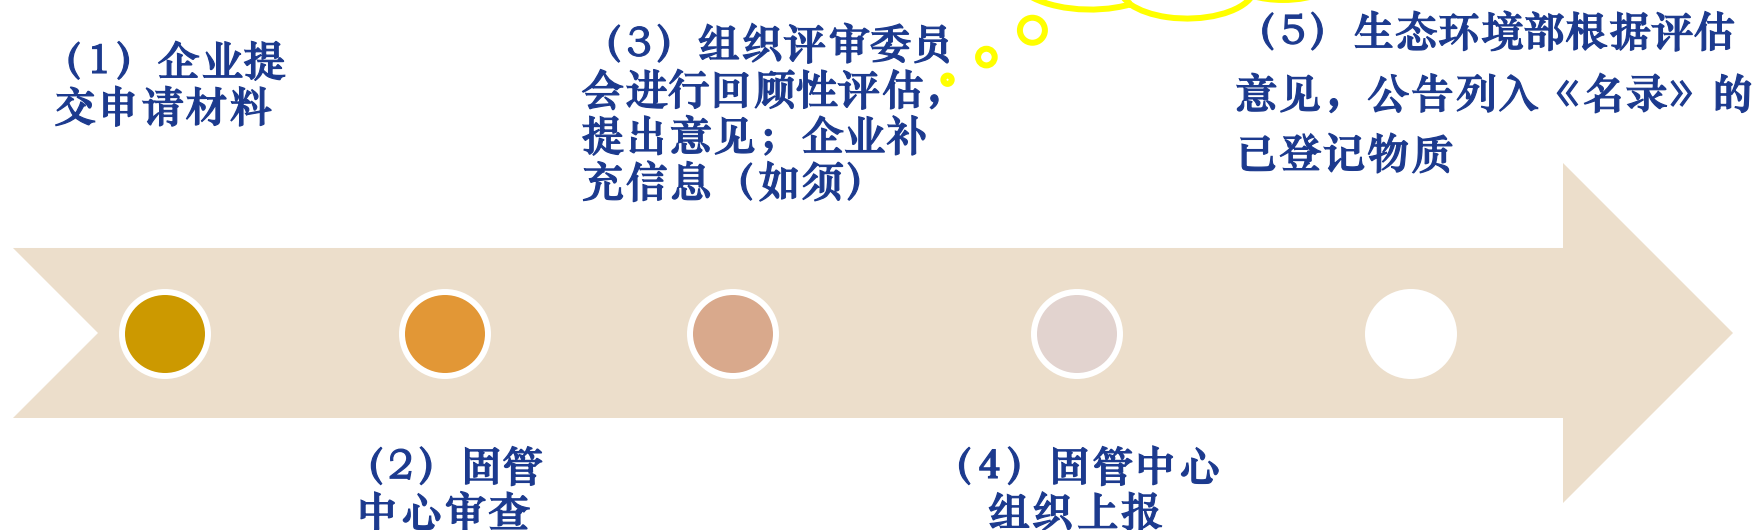 （1）企业提
交申请材料
（2）固管
中心审查
（3）组织评审委员
会进行回顾性评估，
提出意见；企业补
充信息（如须）
（4）固管中心
组织上报
（5）生态环境部根据评估
意见，公告列入《名录》的
已登记物质